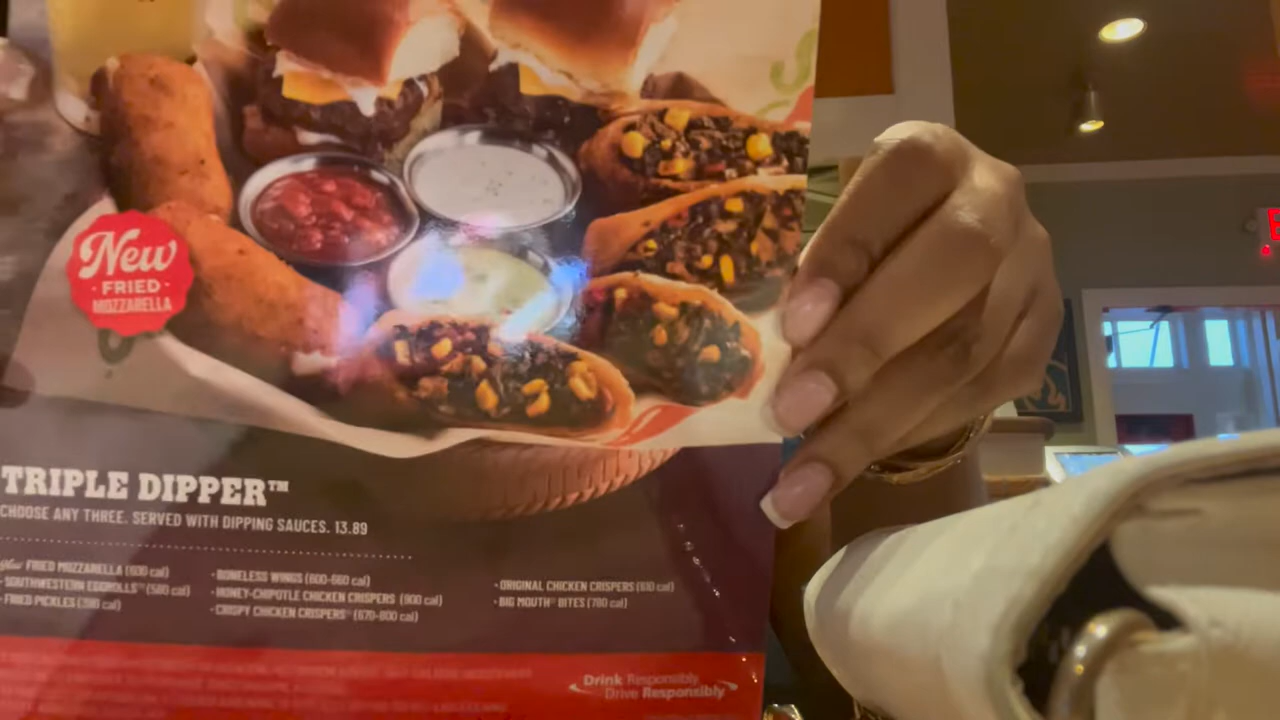 New
· FRIED ·
MOZZARELLA
TRIPLE DIPPER™
CHOOSE ANY THREE. SERVED WITH DIPPING SAUCES. 13.89
New FRIED MOZZARELLA (600 cal)
• SOUTHWESTERN EGGROLLS™ (580 cal)
• FRIED PICKLES cal)
• BONELESS WINGS (600-660 cal)
• HONEY-CHIPOTLE CHICKEN CRISPERS (900 cal)
• CRISPY CHICKEN CRISPERS® (670-800 cal)
• ORIGINAL CHICKEN CRISPERS (610 cal)
• BIG MOUTH® BITES (780 cal)
Drink Responsibly
Drive Responsibly